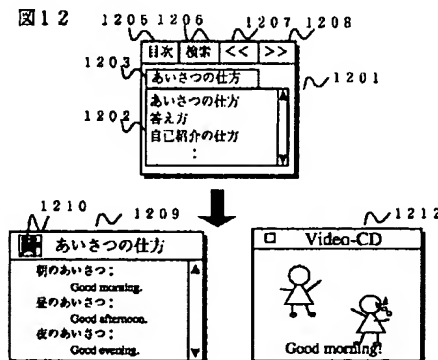 図12
1205 1206 1207 1208
目次 検索 << >>
1203
あいさつの仕方
1201
あいさつの仕方
1202
答え方
自己紹介の仕方
:
1210 1209
1212
あいさつの仕方
朝のあいさつ:
Good morning.
昼のあいさつ:
Good afternoon.
夜のあいさつ:
Good evening.
Video-CD
Good morning!